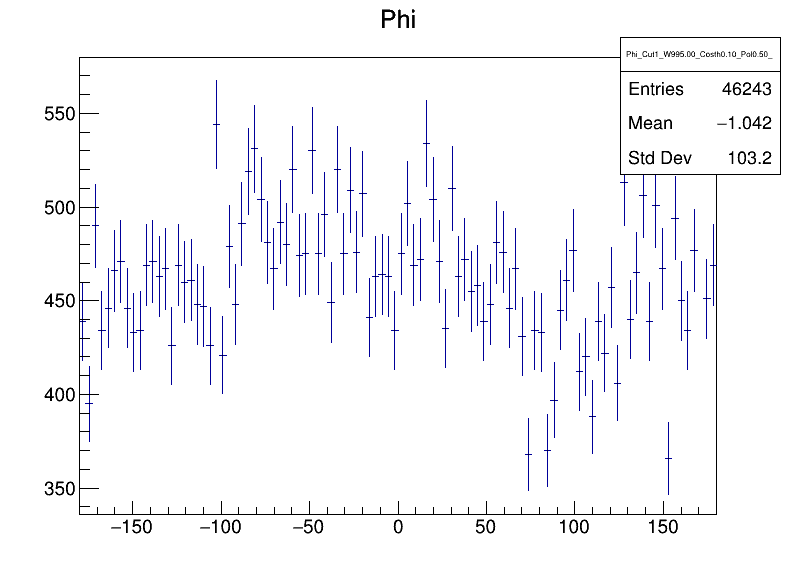 Phi
Phi_Cut1_W995.00_Costh0.10_Pol0.50_
Entries 46243
Mean −1.042
Std Dev 103.2
550
500
450
400
350
−150 −100 −50 0 50 100 150